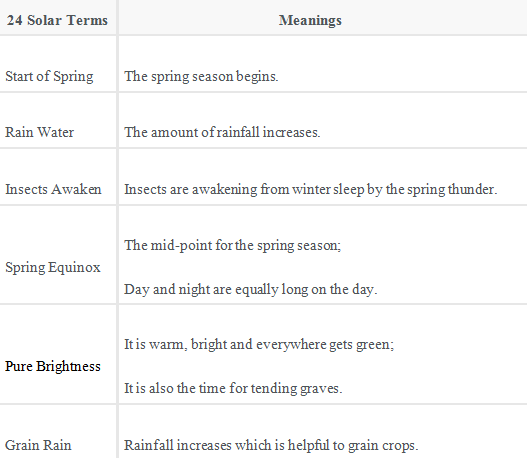 24 Solar Terms Meanings
Start of Spring The spring season begins.
Rain Water The amount of rainfall increases.
Insects Awaken Insects are awakening from winter sleep by the spring thunder.
Spring Equinox
The mid-point for the spring season;
Day and night are equally long on the day.
Pure Brightness
It is warm, bright and everywhere gets green;
It is also the time for tending graves.
Grain Rain Rainfall increases which is helpful to grain crops.